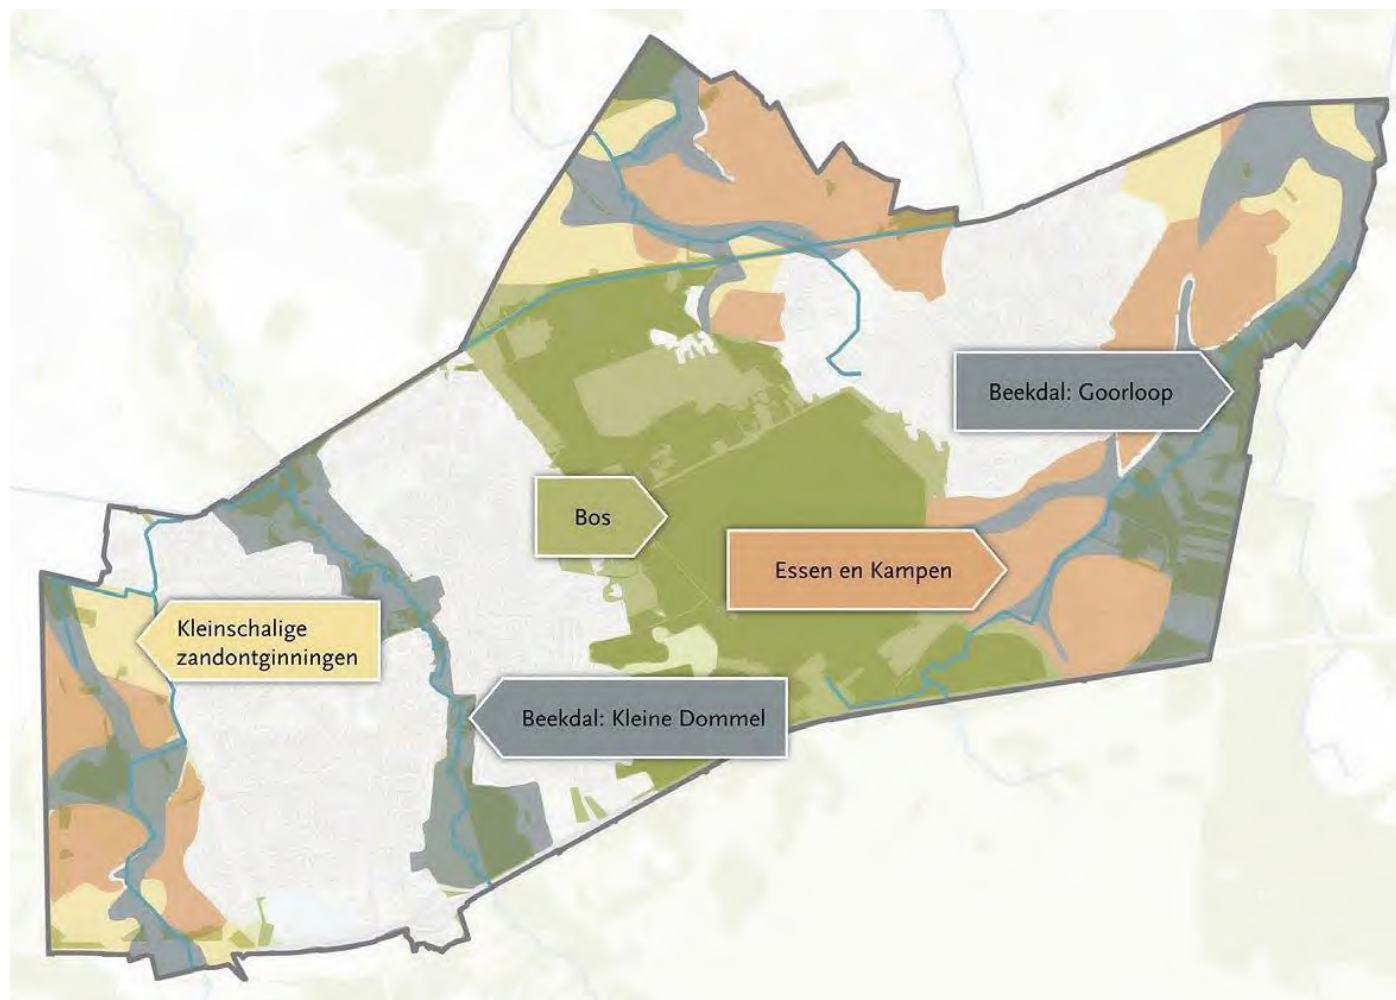 Beekdal: Goorloop
Bos
Essen en Kampen
Kleinschalige
zandontginningen
Beekdal: Kleine Dommel